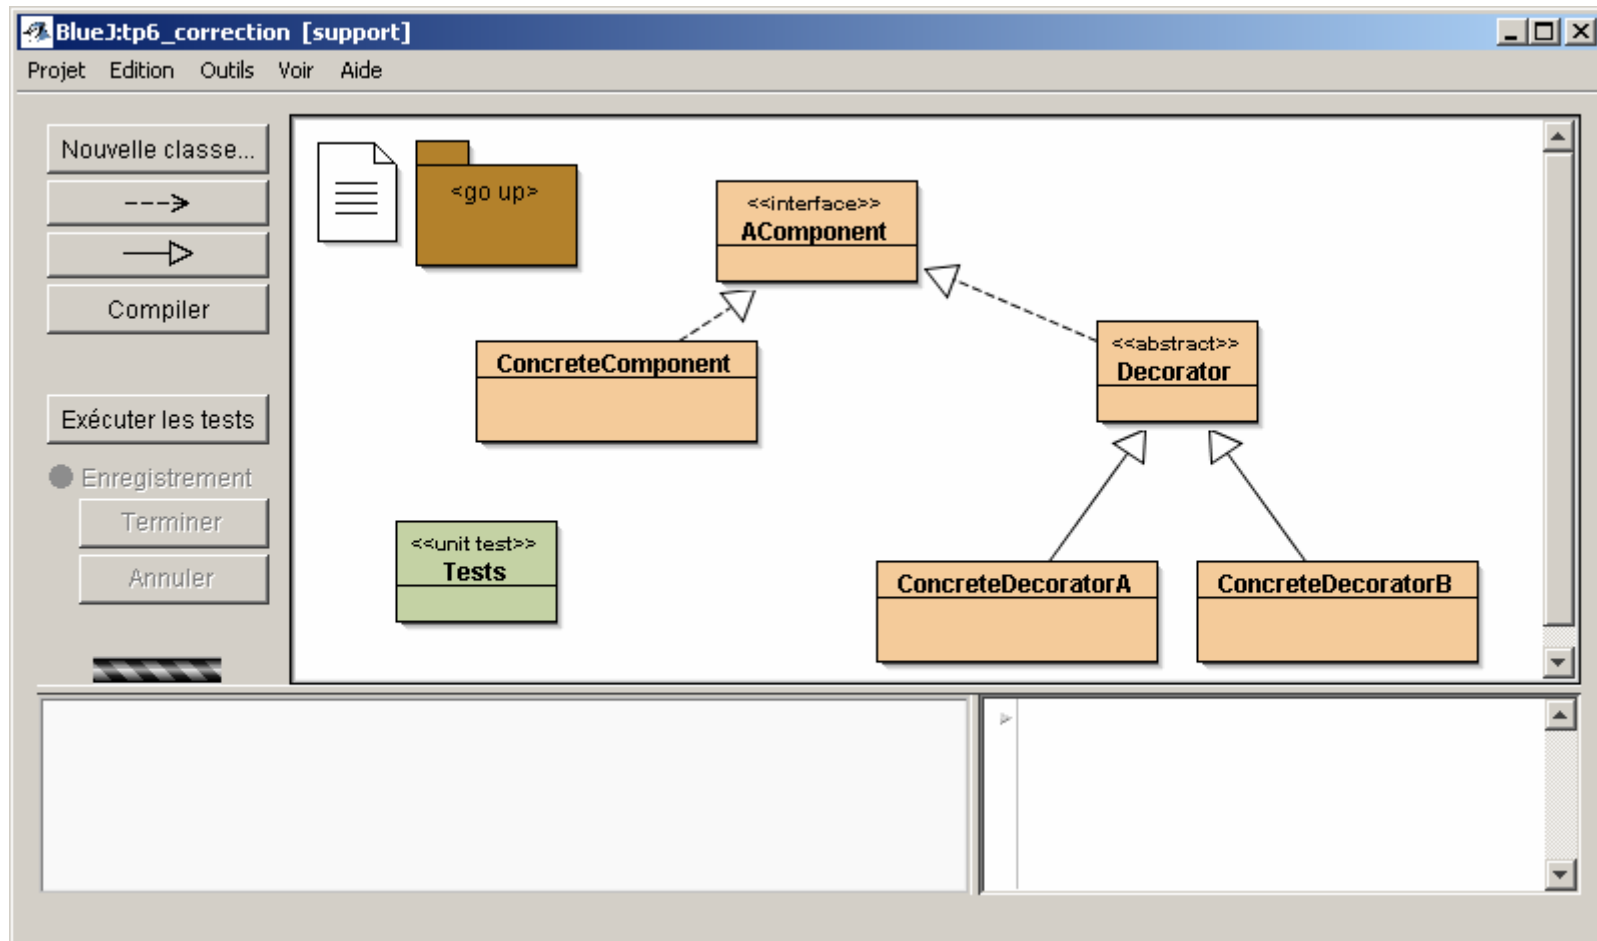 BlueJ:tp6_correction [support]
Projet Edition Outils Voir Aide
Nouvelle classe...
Compiler
Exécuter les tests
Enregistrement
Terminer
Annuler
<go up>
<<interface>>
AComponent
ConcreteComponent
<<abstract>>
Decorator
<<unit test>>
Tests
ConcreteDecoratorA
ConcreteDecoratorB